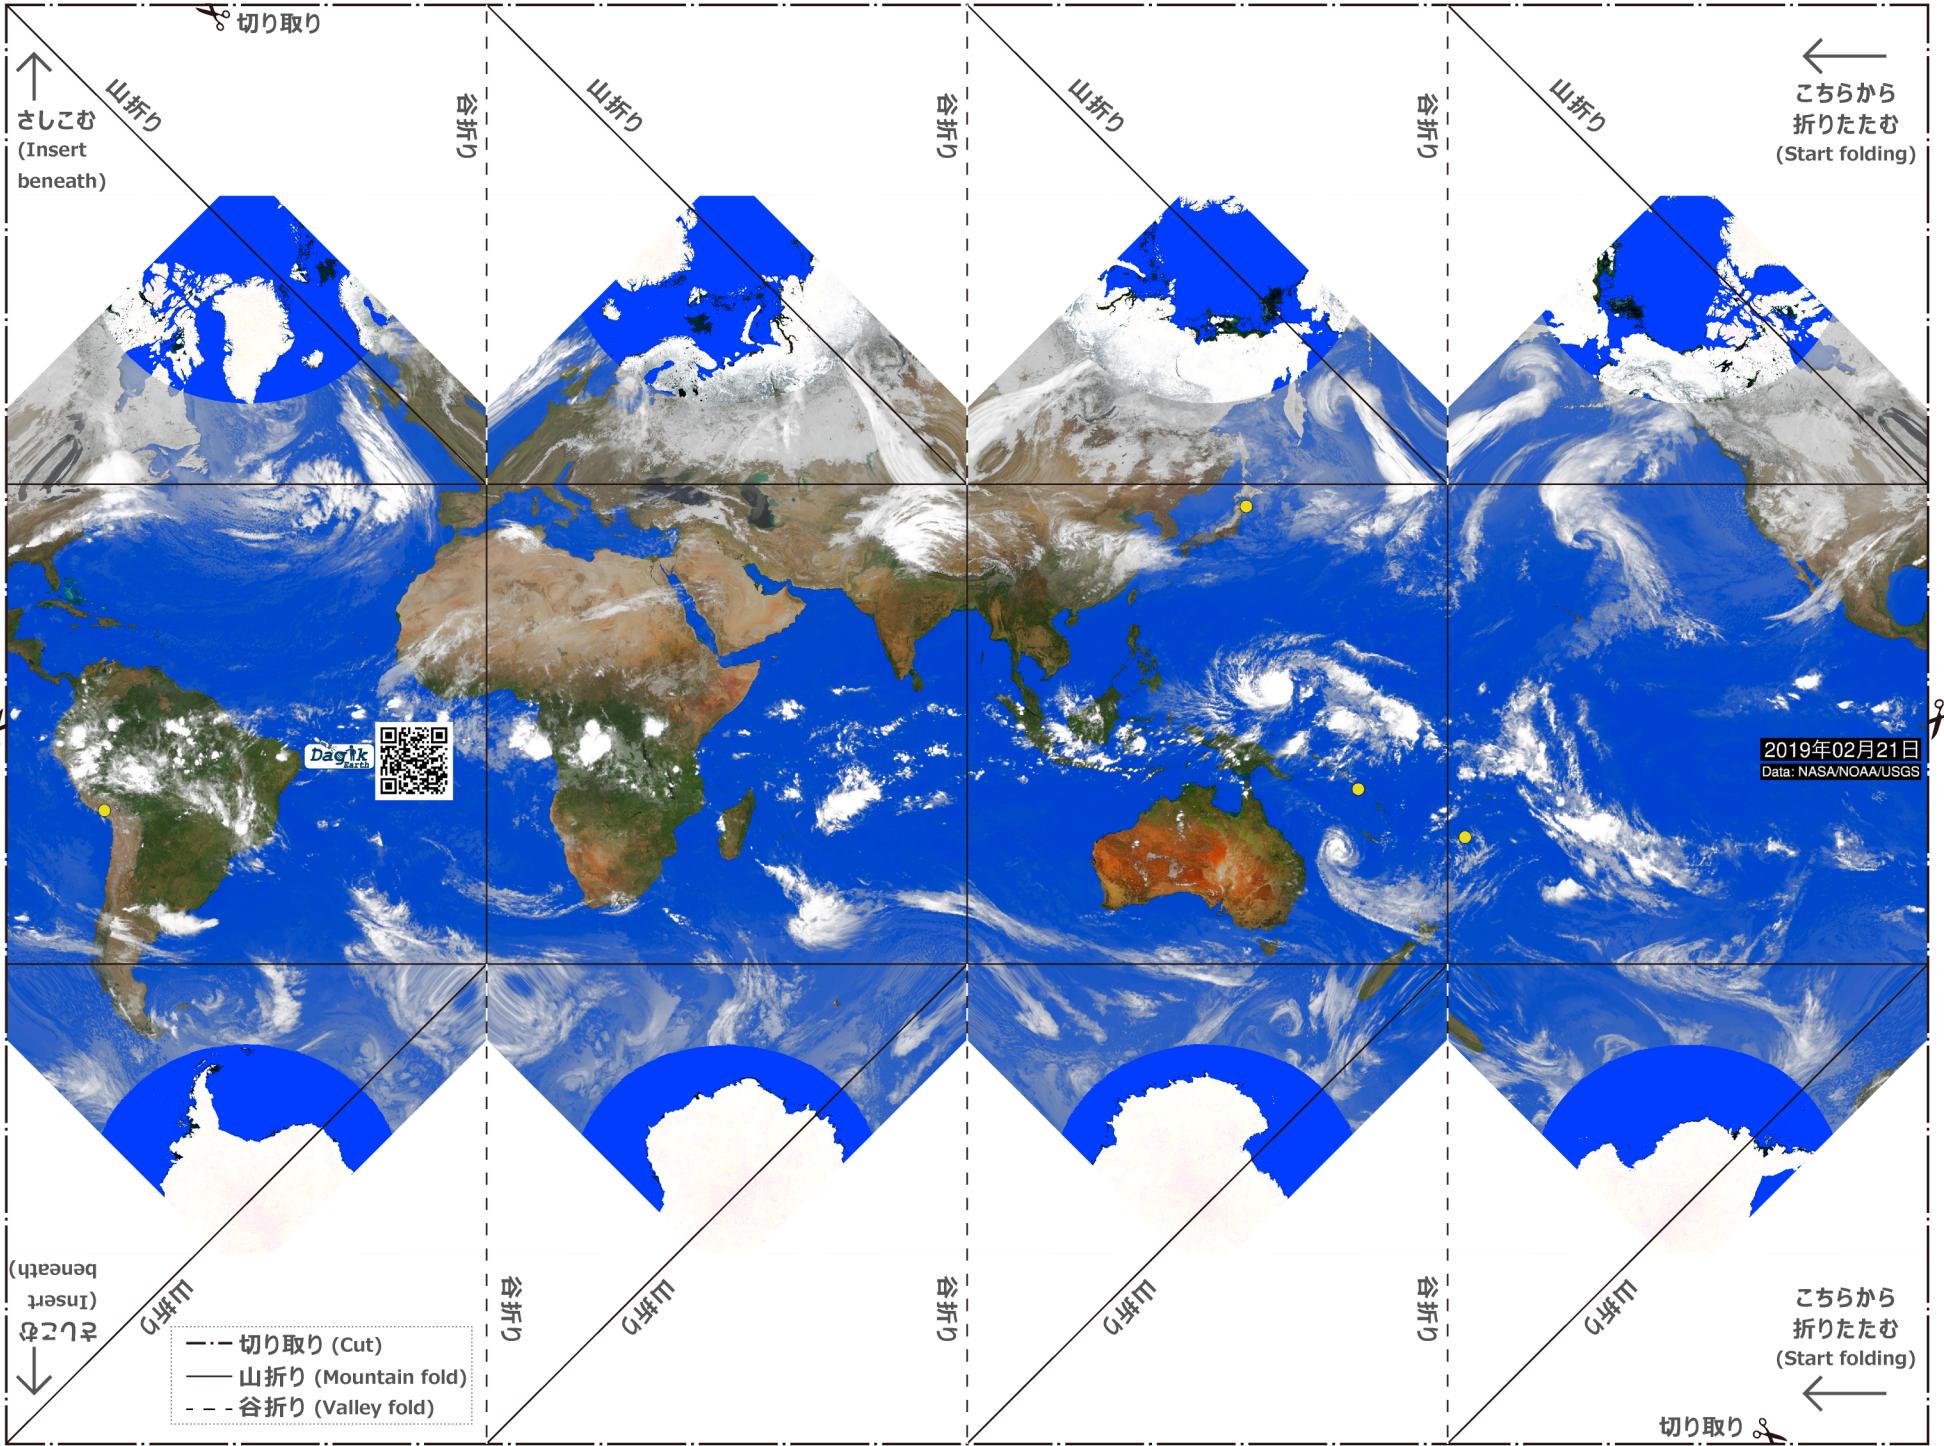 切り取り
山折り
谷折り
山折り
谷折り
山折り
谷折り
山折り
さしこむ
(Insert
beneath)
こちらから
折りたたむ
(Start folding)
Dagik
Earth
2019年02月21日
Data: NASA/NOAA/USGS
さしこむ
(Insert
beneath)
山折り
谷折り
山折り
谷折り
山折り
谷折り
山折り
こちらから
折りたたむ
(Start folding)
切り取り (Cut)
山折り (Mountain fold)
谷折り (Valley fold)
切り取り